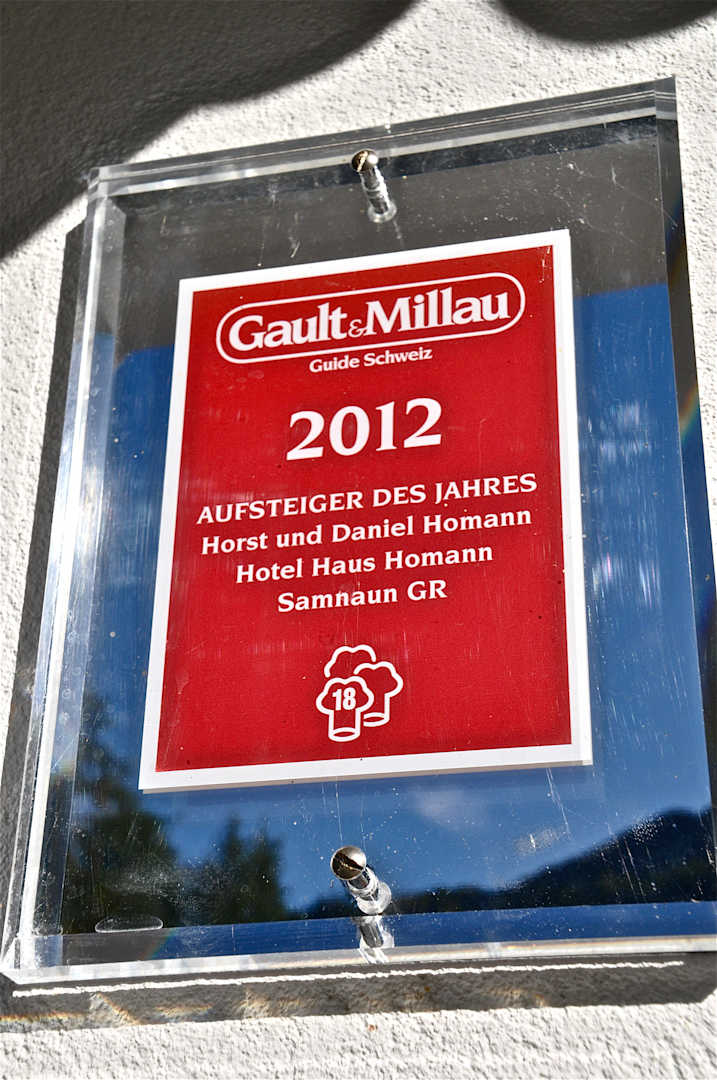 Gault&Millau
Guide Schweiz
2012
AUFSTEIGER DES JAHRES
Horst und Daniel Homann
Hotel Haus Homann
Samnaun GR
18